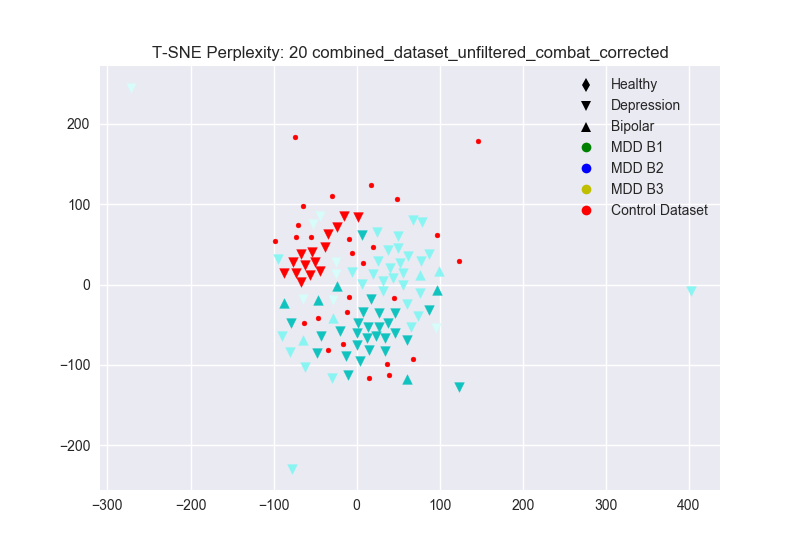 T-SNE Perplexity: 20 combined_dataset_unfiltered_combat_corrected
Healthy
Depression
Bipolar
MDD B1
MDD B2
MDD B3
Control Dataset
200
100
0
−100
−200
−300
−200
−100
0
100
200
300
400